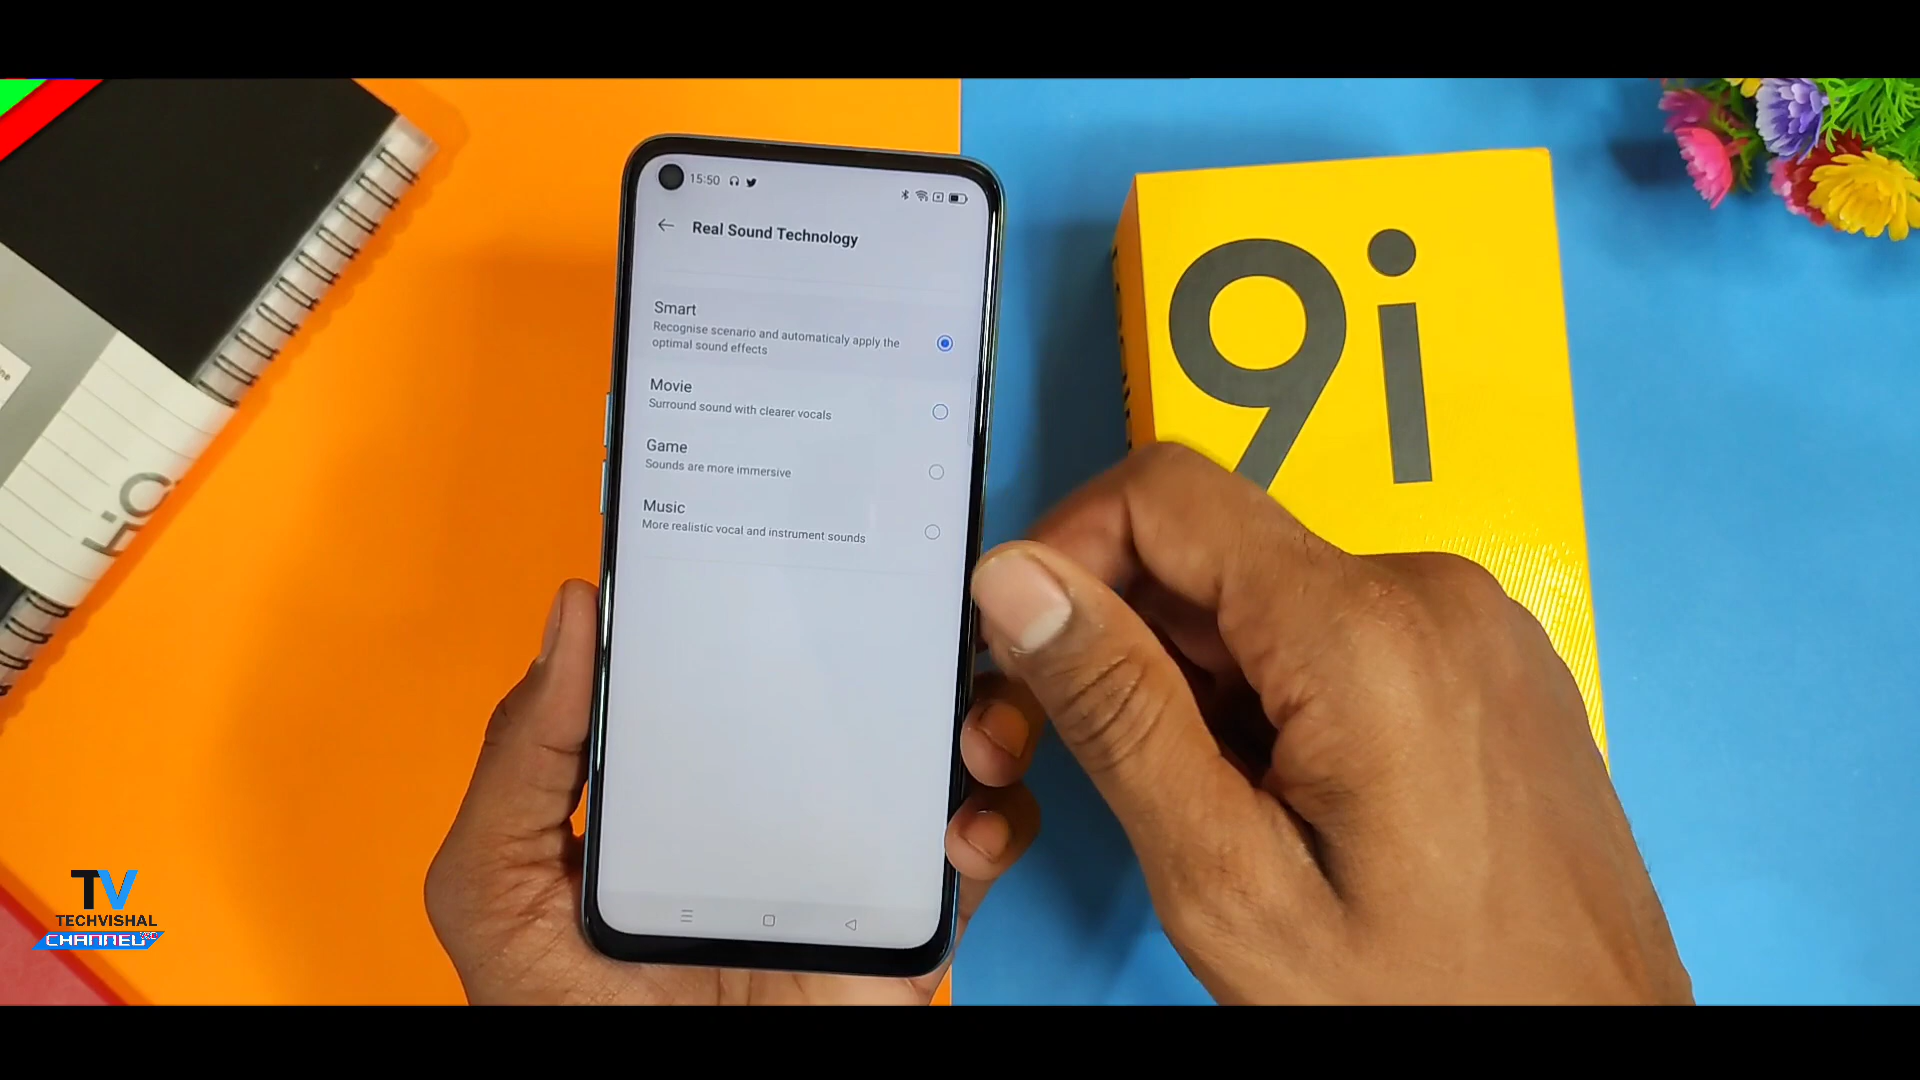 15:50
Real Sound Technology
Smart
Recognise scenario and automaticaly apply the
optimal sound effects
Movie
Surround sound with clearer vocals
Game
Sounds are more immersive
Music
More realistic vocal and instrument sounds
9i
TV
TECHVISHAL
CHANNEL